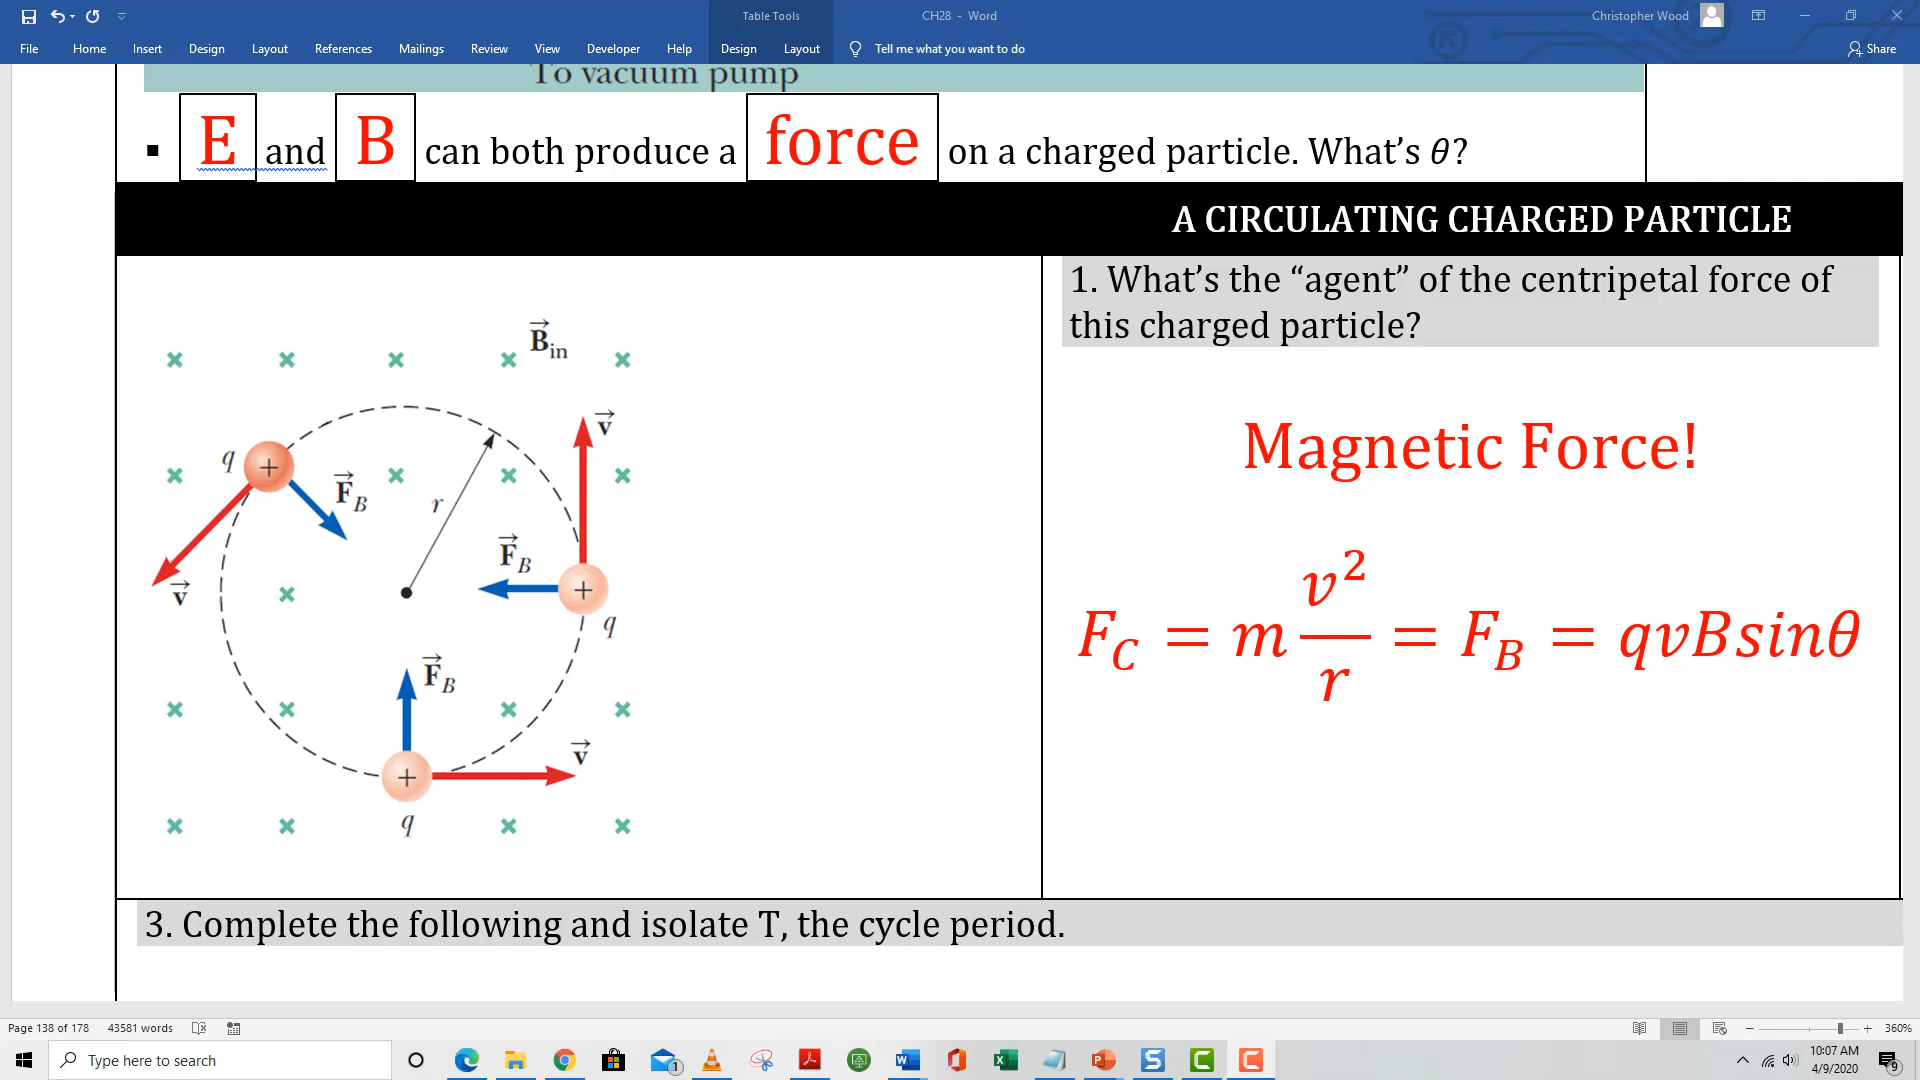 Table Tools
CH28 - Word
Christopher Wood
File Home Insert Design Layout References Mailings Review View Developer Help Design Layout Tell me what you want to do Share
To vacuum pump
▪ E and B can both produce a force on a charged particle. What's θ?
A CIRCULATING CHARGED PARTICLE
1. What's the “agent” of the centripetal force of
this charged particle?
Magnetic Force!
F_C = m v²/r = F_B = qvBsinθ
B⃗in
v⃗
q
+
F⃗B
r
v⃗
F⃗B
+
q
F⃗B
v⃗
+
q
3. Complete the following and isolate T, the cycle period.
Page 138 of 178 43581 words 360%
Type here to search
10:07 AM
4/9/2020